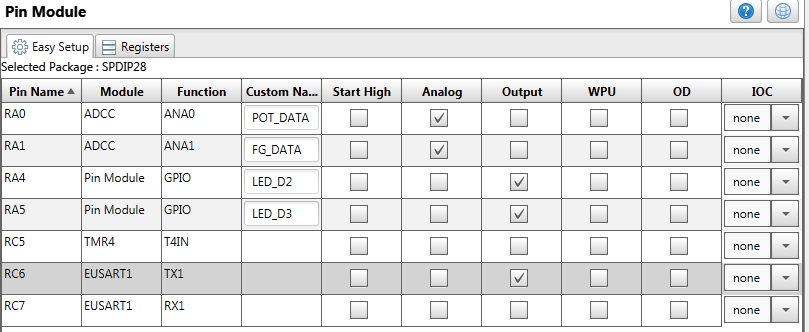 Pin Module
Easy Setup Registers
Selected Package : SPDIP28
Pin Name Module Function Custom Na... Start High Analog Output WPU OD IOC
RA0 ADCC ANA0 POT_DATA none
RA1 ADCC ANA1 FG_DATA none
RA4 Pin Module GPIO LED_D2 none
RA5 Pin Module GPIO LED_D3 none
RC5 TMR4 T4IN none
RC6 EUSART1 TX1 none
RC7 EUSART1 RX1 none